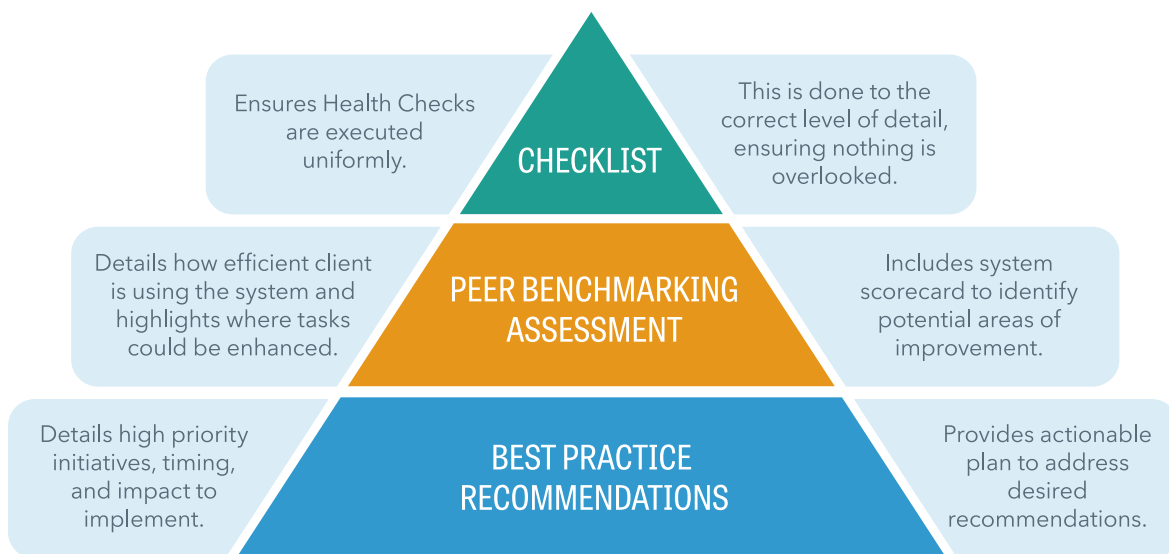 Ensures Health Checks
are executed
uniformly.
CHECKLIST
This is done to the
correct level of detail,
ensuring nothing is
overlooked.
Details how efficient client
is using the system and
highlights where tasks
could be enhanced.
PEER BENCHMARKING
ASSESSMENT
Includes system
scorecard to identify
potential areas of
improvement.
Details high priority
initiatives, timing,
and impact to
implement.
BEST PRACTICE
RECOMMENDATIONS
Provides actionable
plan to address
desired
recommendations.